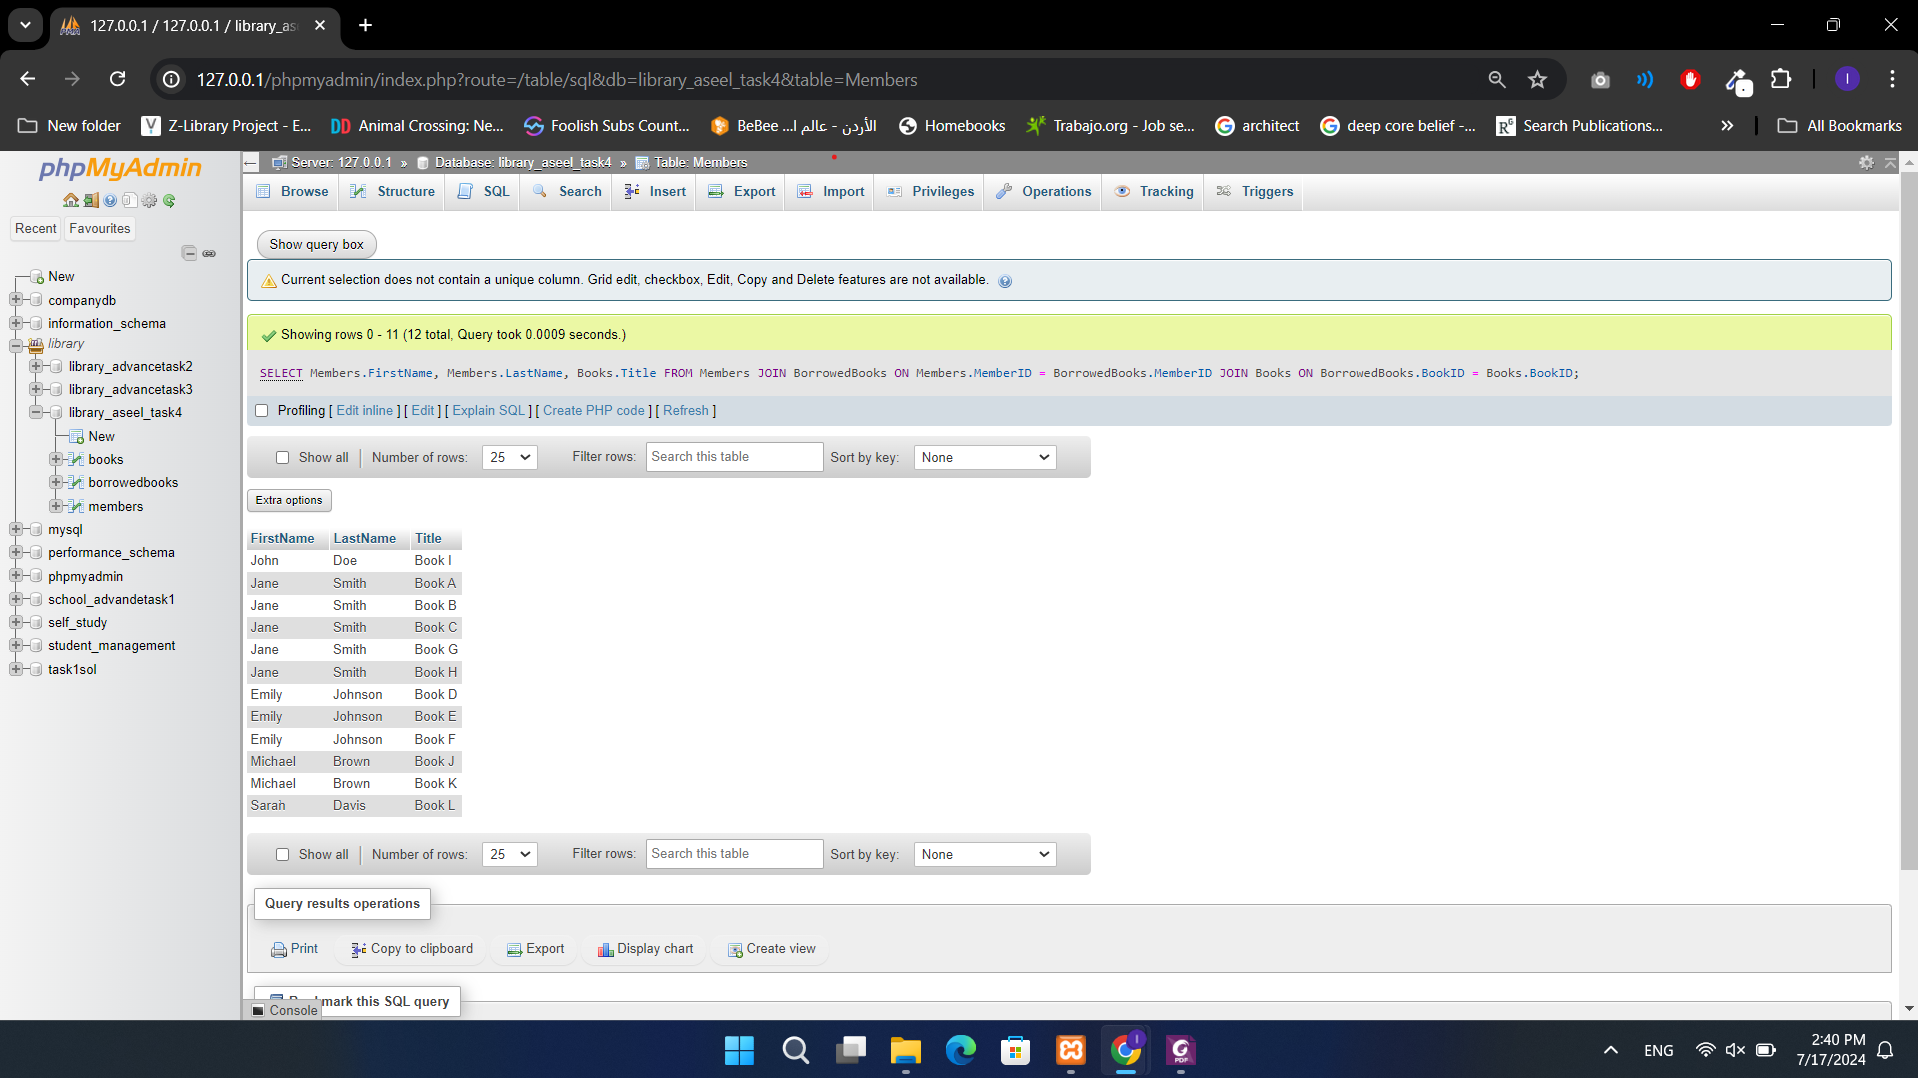 127.0.0.1 / 127.0.0.1 / library_as
127.0.0.1/phpmyadmin/index.php?route=/table/sql&db=library_aseel_task4&table=Members
New folder
Z-Library Project - E...
Animal Crossing: Ne...
Foolish Subs Count...
BeBee الأردن - عالم ا...
Homebooks
Trabajo.org - Job se...
architect
deep core belief -...
Search Publications...
All Bookmarks
phpMyAdmin
Recent Favourites
New
companydb
information_schema
library
library_advancetask2
library_advancetask3
library_aseel_task4
New
books
borrowedbooks
members
mysql
performance_schema
phpmyadmin
school_advandetask1
self_study
student_management
task1sol
Server: 127.0.0.1 » Database: library_aseel_task4 » Table: Members
Browse Structure SQL Search Insert Export Import Privileges Operations Tracking Triggers
Show query box
Current selection does not contain a unique column. Grid edit, checkbox, Edit, Copy and Delete features are not available.
Showing rows 0 - 11 (12 total, Query took 0.0009 seconds.)
SELECT Members.FirstName, Members.LastName, Books.Title FROM Members JOIN BorrowedBooks ON Members.MemberID = BorrowedBooks.MemberID JOIN Books ON BorrowedBooks.BookID = Books.BookID;
Profiling [ Edit inline ] [ Edit ] [ Explain SQL ] [ Create PHP code ] [ Refresh ]
Show all Number of rows: 25 Filter rows: Search this table Sort by key: None
Extra options
FirstName LastName Title
John Doe Book I
Jane Smith Book A
Jane Smith Book B
Jane Smith Book C
Jane Smith Book G
Jane Smith Book H
Emily Johnson Book D
Emily Johnson Book E
Emily Johnson Book F
Michael Brown Book J
Michael Brown Book K
Sarah Davis Book L
Show all Number of rows: 25 Filter rows: Search this table Sort by key: None
Query results operations
Print Copy to clipboard Export Display chart Create view
mark this SQL query
Console
ENG
2:40 PM
7/17/2024